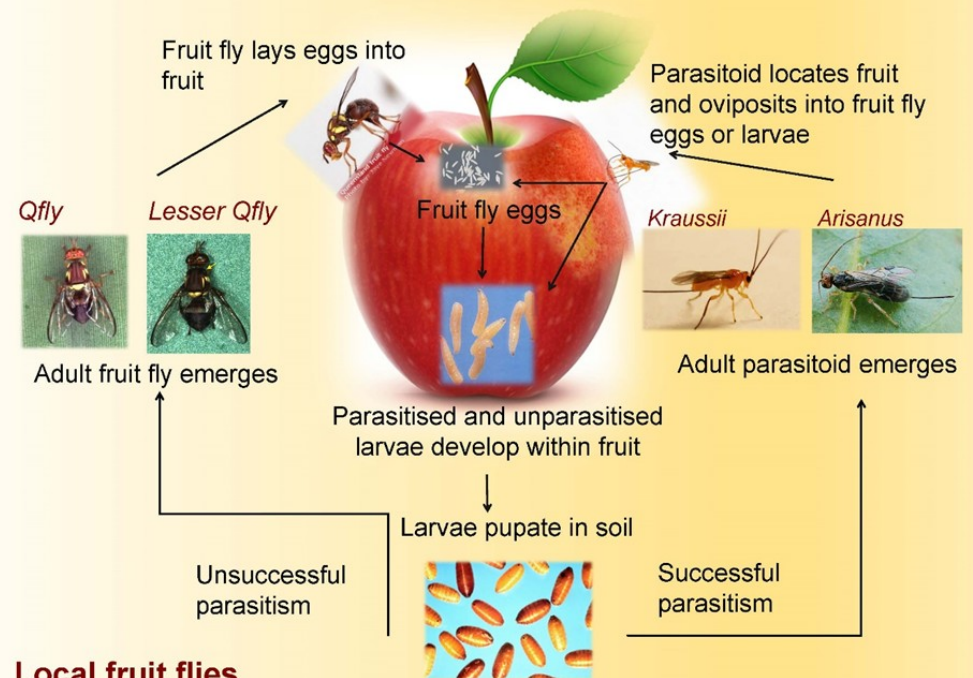 Fruit fly lays eggs into
fruit
Parasitoid locates fruit
and oviposits into fruit fly
eggs or larvae
Qfly
Lesser Qfly
Fruit fly eggs
Kraussii
Arisanus
Adult fruit fly emerges
Adult parasitoid emerges
Parasitised and unparasitised
larvae develop within fruit
Larvae pupate in soil
Unsuccessful
parasitism
Successful
parasitism
Local fruit flies